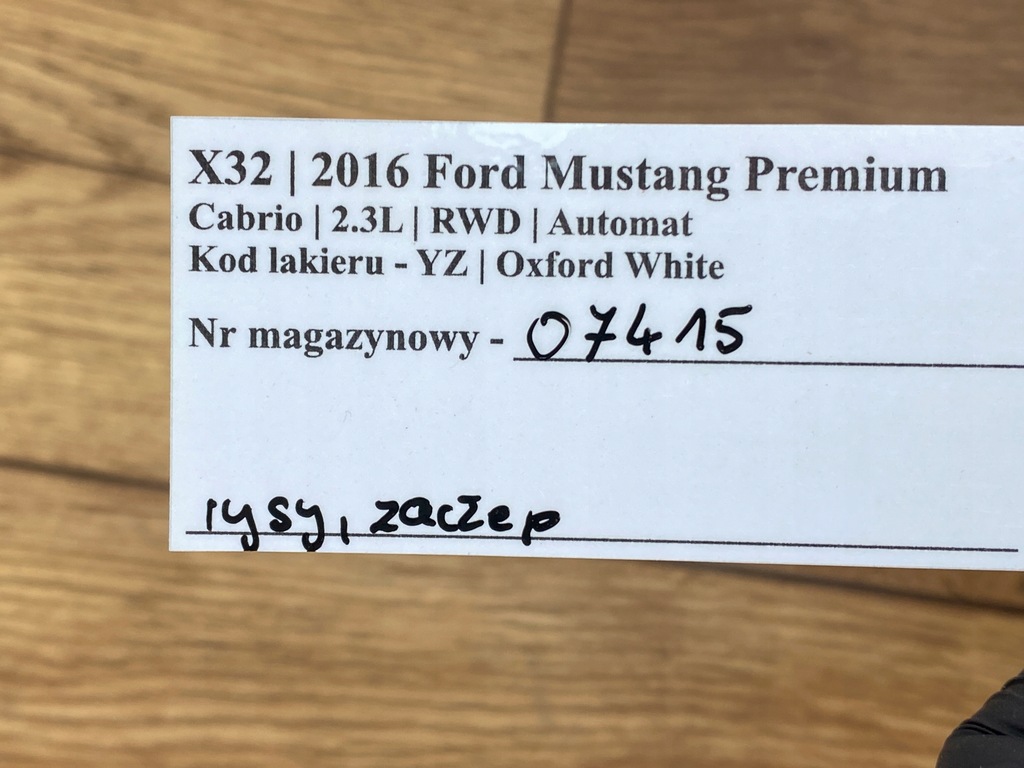 X32 | 2016 Ford Mustang Premium
Cabrio | 2.3L | RWD | Automat
Kod lakieru - YZ | Oxford White
Nr magazynowy - 07415
rysy, zaczep